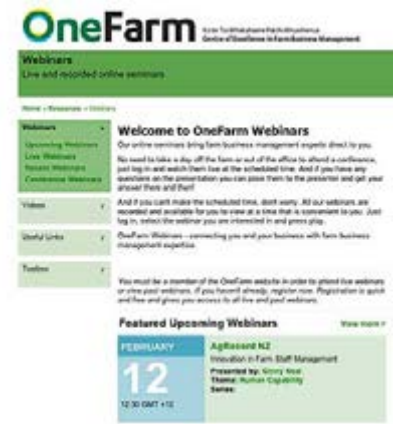 OneFarm
Centre of Excellence in Farm Business Management
Webinars
Live and recorded online seminars
Home » Resources » Webinars
Webinars
Upcoming Webinars
Live Webinars
Recent Webinars
Conference Webinars
Videos
Useful Links
Toolbox
Welcome to OneFarm Webinars
Our online seminars bring farm business management experts direct to you.
No need to take a day off the farm or out of the office to attend a conference,
just log in and watch them live at the scheduled time. And if you have any
questions on the presentation you can pass them to the presenter and get your
answer there and then!
And if you can't make the scheduled time, don't worry. All our webinars are
recorded and available for you to view at a time that is convenient to you. Just
log in, select the webinar you are interested in and press play.
OneFarm Webinars - connecting you and your business with farm business
management expertise.
You must be a member of the OneFarm website in order to attend live webinars
or view past webinars. If you haven't already, register now. Registration is quick
and free and gives you access to all live and past webinars.
Featured Upcoming Webinars
View more
FEBRUARY
12
12:30 GMT +12
AgRecord NZ
Innovation in Farm Staff Management
Presented by:
Theme: Human Capability
Series: